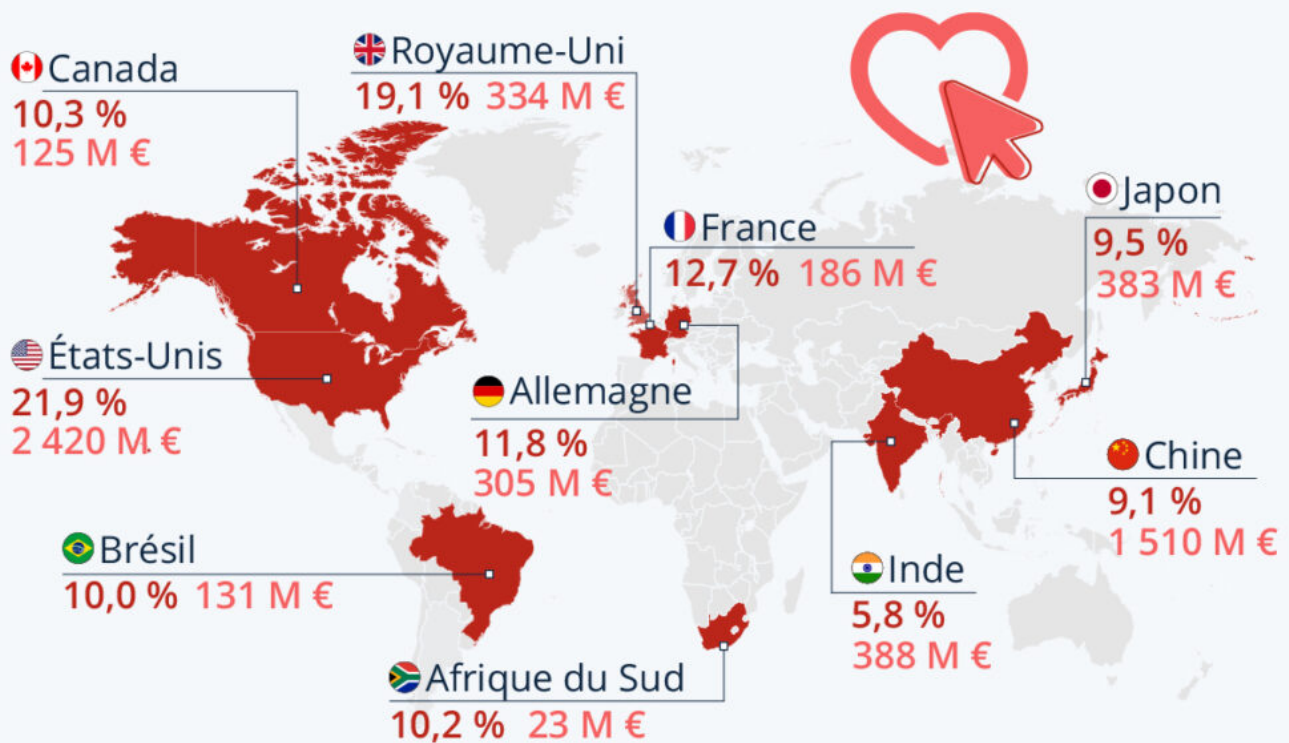 Canada
10,3 %
125 M €
Royaume-Uni
19,1 % 334 M €
France
12,7 % 186 M €
Japon
9,5 %
383 M €
États-Unis
21,9 %
2 420 M €
Allemagne
11,8 %
305 M €
Chine
9,1 %
1 510 M €
Brésil
10,0 % 131 M €
Inde
5,8 %
388 M €
Afrique du Sud
10,2 % 23 M €